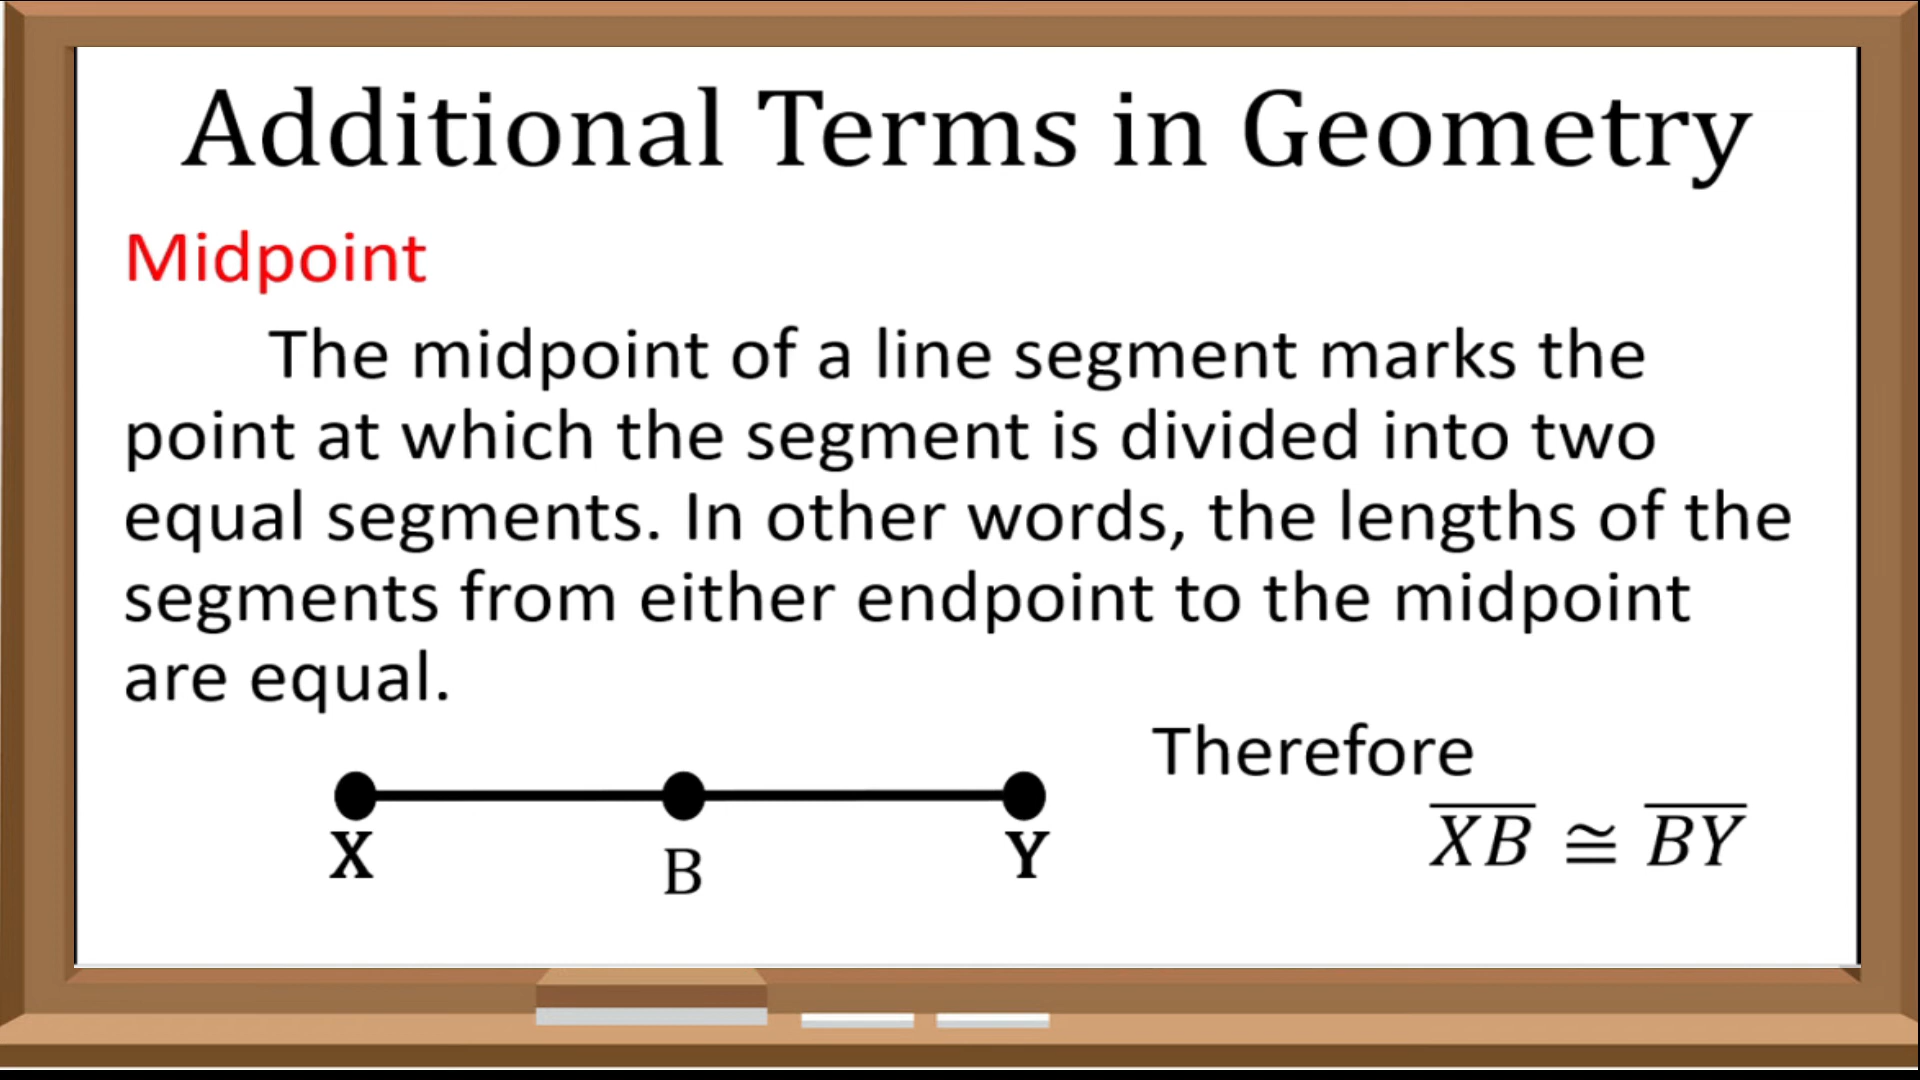 Additional Terms in Geometry
Midpoint
The midpoint of a line segment marks the
point at which the segment is divided into two
equal segments. In other words, the lengths of the
segments from either endpoint to the midpoint
are equal.
Therefore
X B Y
X̅B̅ ≅ B̅Y̅